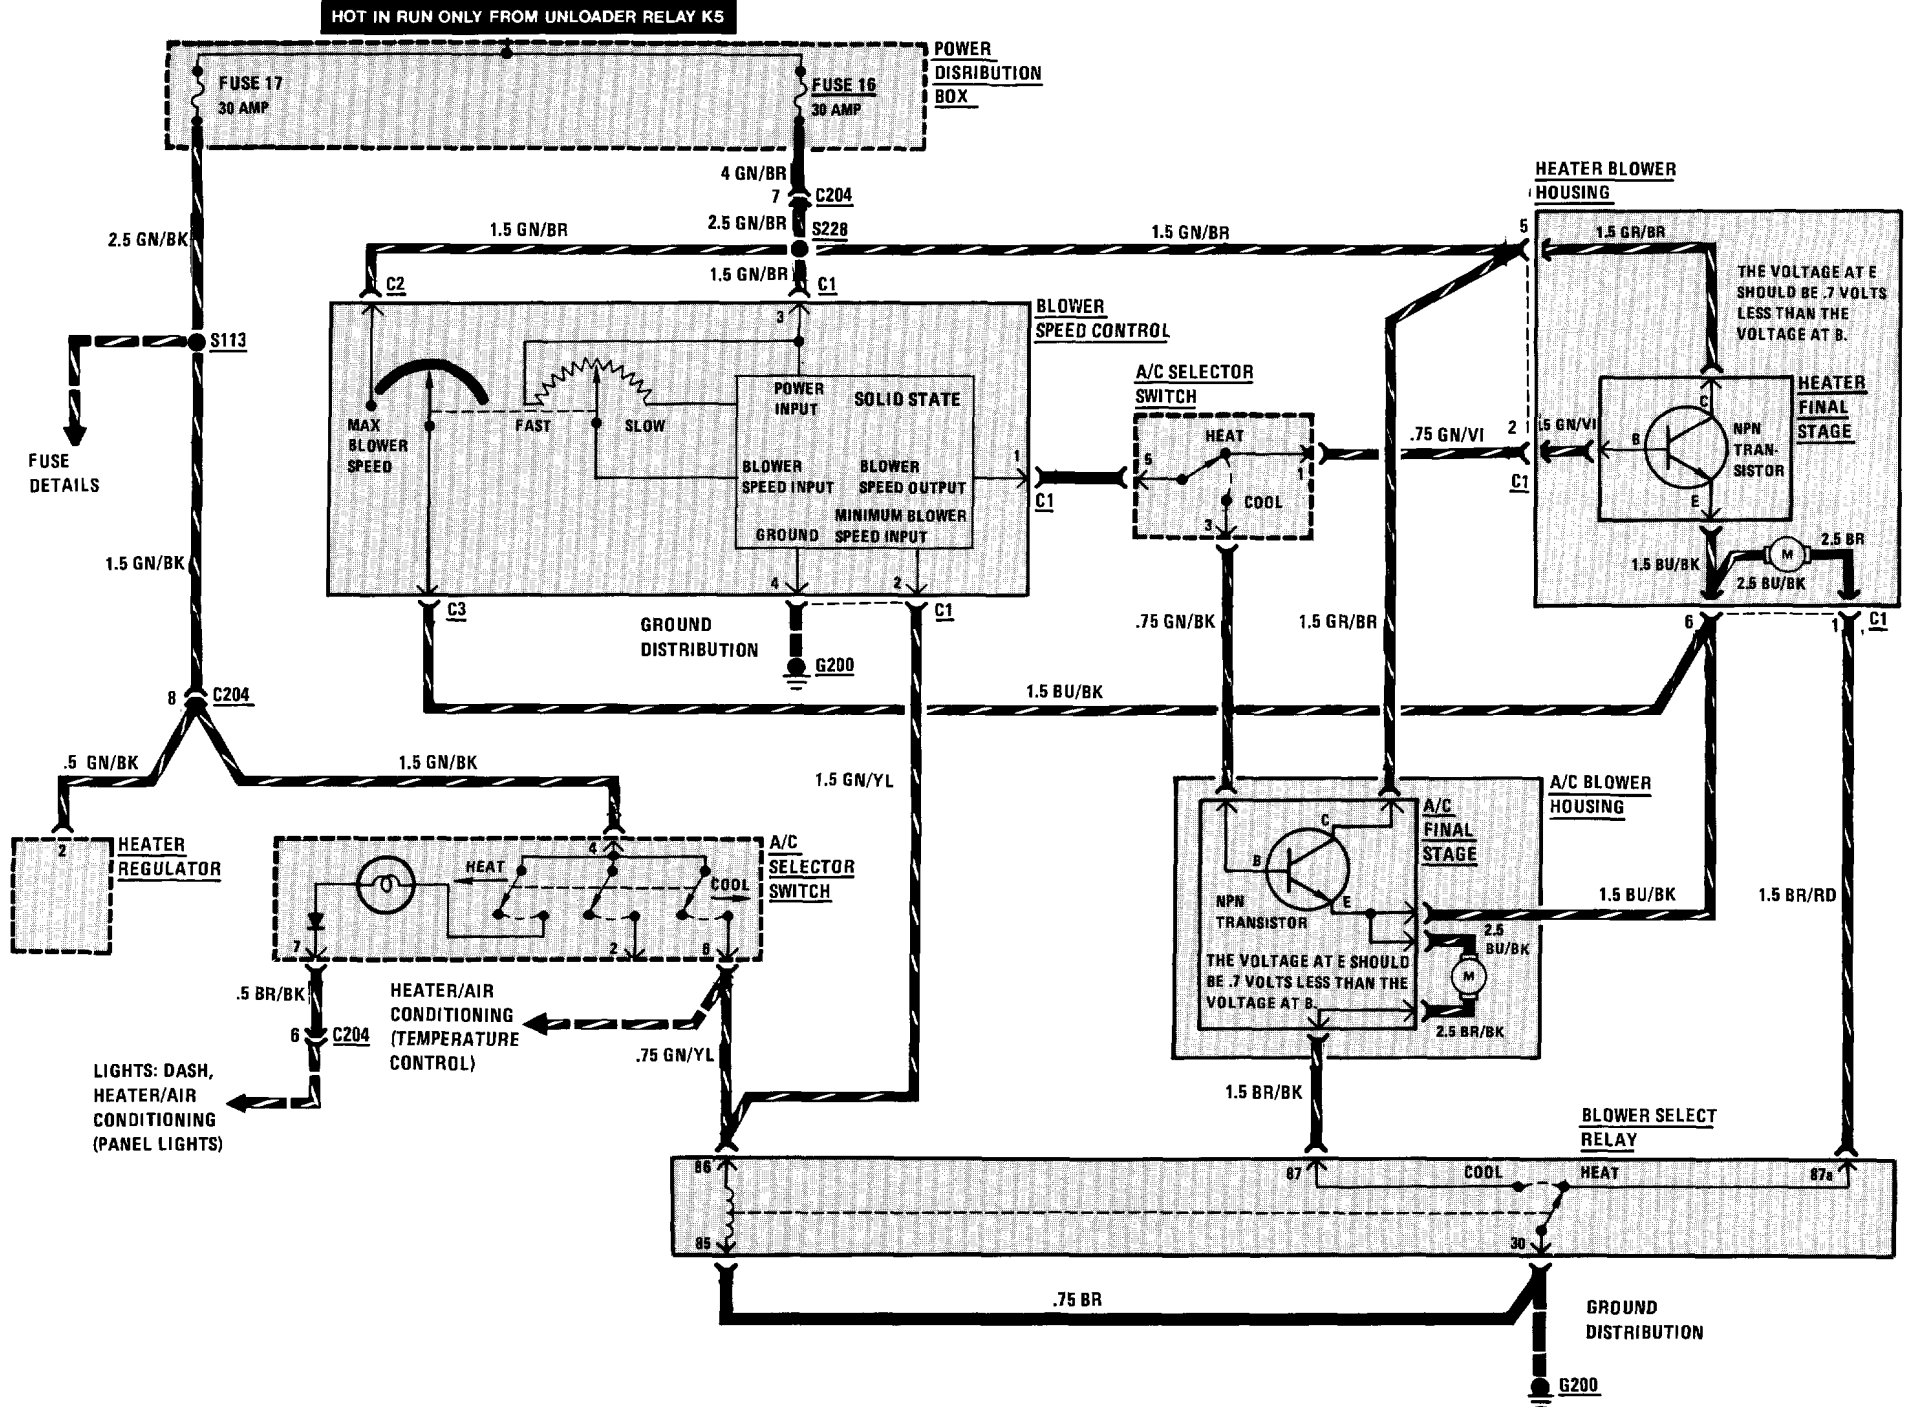 HOT IN RUN ONLY FROM UNLOADER RELAY K5
POWER
DISRIBUTION
BOX
FUSE 17
30 AMP
FUSE 16
30 AMP
4 GN/BR
7
C204
2.5 GN/BR
S228
1.5 GN/BR
1.5 GN/BR
1.5 GN/BR
2.5 GN/BK
C2
C1
3
BLOWER
SPEED CONTROL
HEATER BLOWER
HOUSING
5
1.5 GR/BR
THE VOLTAGE AT E
SHOULD BE .7 VOLTS
LESS THAN THE
VOLTAGE AT B.
S113
FUSE
DETAILS
MAX
BLOWER
SPEED
FAST
SLOW
POWER
INPUT
SOLID STATE
BLOWER
SPEED INPUT
BLOWER
SPEED OUTPUT
MINIMUM BLOWER
SPEED INPUT
GROUND
4
2
1
C1
A/C SELECTOR
SWITCH
HEAT
5
1
COOL
3
.75 GN/VI
2
C1
.5 GN/VI
HEATER
FINAL
STAGE
C
B
E
NPN
TRAN-
SISTOR
1.5 BU/BK
M
2.5 BR
2.5 BU/BK
6
1
C1
1.5 GN/BK
C3
C1
GROUND
DISTRIBUTION
G200
.75 GN/BK
1.5 GR/BR
1.5 BU/BK
8
C204
.5 GN/BK
1.5 GN/BK
1.5 GN/YL
2
HEATER
REGULATOR
4
HEAT
COOL
7
2
6
A/C
SELECTOR
SWITCH
A/C BLOWER
HOUSING
A/C
FINAL
STAGE
C
B
E
NPN
TRANSISTOR
THE VOLTAGE AT E SHOULD
BE .7 VOLTS LESS THAN THE
VOLTAGE AT B.
2.5
BU/BK
M
2.5 BR/BK
1.5 BU/BK
1.5 BR/RD
.5 BR/BK
6
C204
HEATER/AIR
CONDITIONING
(TEMPERATURE
CONTROL)
.75 GN/YL
LIGHTS: DASH,
HEATER/AIR
CONDITIONING
(PANEL LIGHTS)
1.5 BR/BK
BLOWER SELECT
RELAY
86
87
COOL
HEAT
87a
85
30
.75 BR
GROUND
DISTRIBUTION
G200